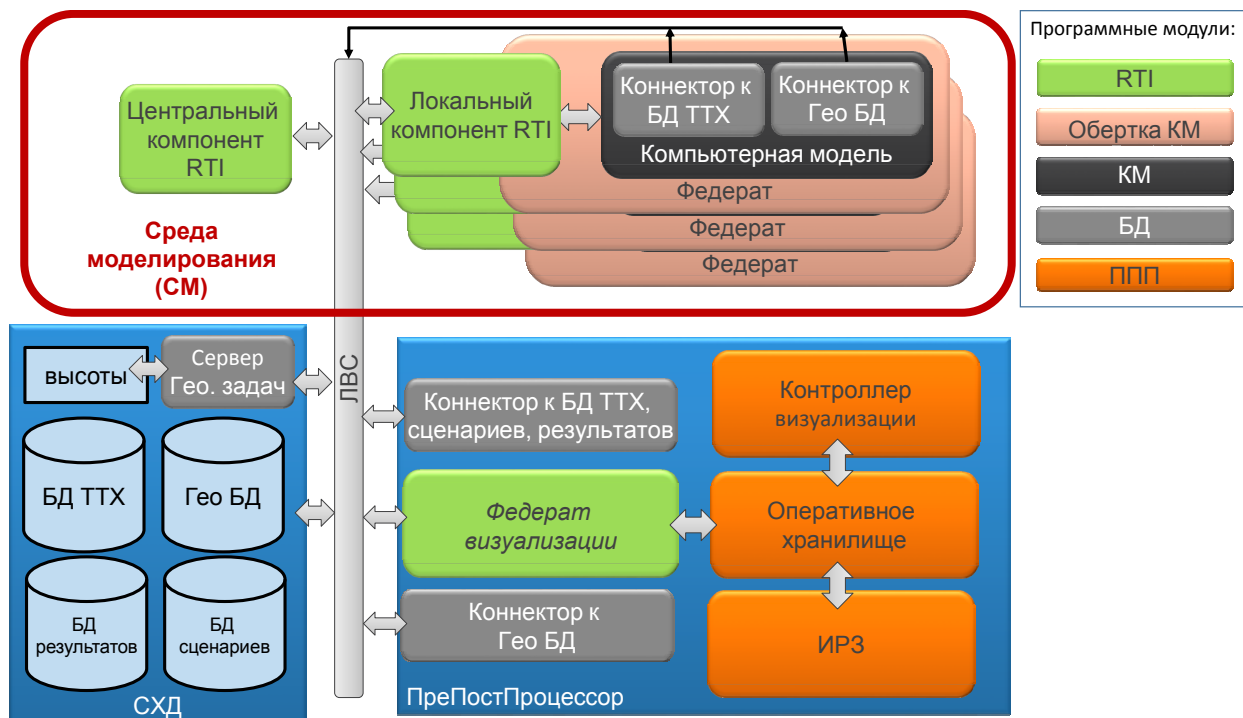 Программные модули:
RTI
Обертка КМ
КМ
БД
ППП
Центральный
компонент
RTI
Локальный
компонент RTI
Коннектор к
БД ТТХ
Коннектор к
Гео БД
Компьютерная модель
Федерат
Федерат
Федерат
Среда
моделирования
(СМ)
ЛВС
высоты
Сервер
Гео. задач
БД ТТХ
Гео БД
БД
результатов
БД
сценариев
СХД
Коннектор к БД ТТХ,
сценариев, результатов
Федерат
визуализации
Коннектор к
Гео БД
Контроллер
визуализации
Оперативное
хранилище
ИРЗ
ПреПостПроцессор